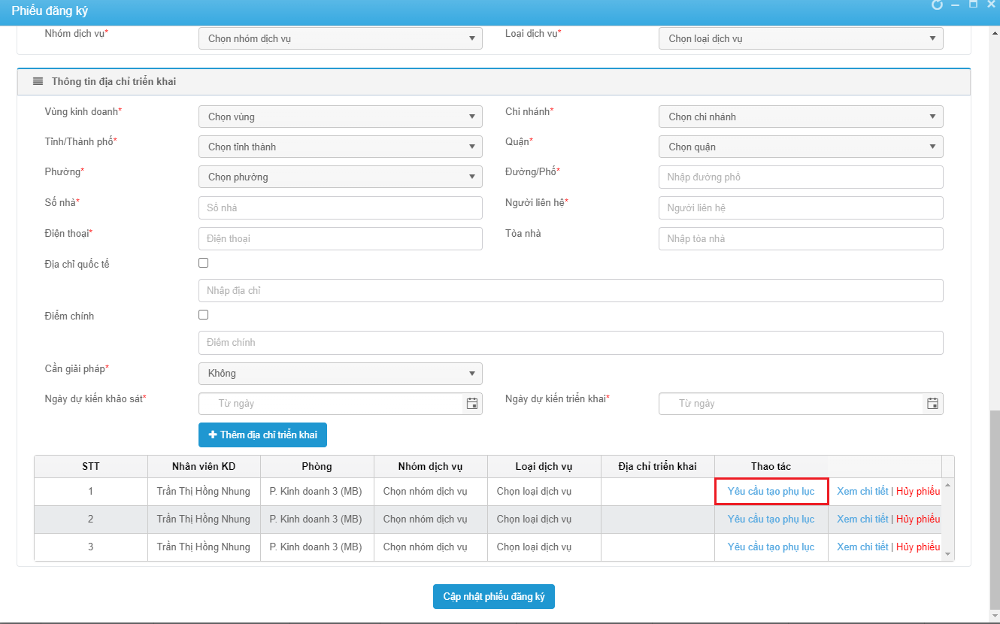 Phiếu đăng ký
Nhóm dịch vụ* Chọn nhóm dịch vụ Loại dịch vụ* Chọn loại dịch vụ
Thông tin địa chỉ triển khai
Vùng kinh doanh* Chọn vùng Chi nhánh* Chọn chi nhánh
Tỉnh/Thành phố* Chọn tỉnh thành Quận* Chọn quận
Phường* Chọn phường Đường/Phố* Nhập đường phố
Số nhà* Số nhà Người liên hệ* Người liên hệ
Điện thoại* Điện thoại Tòa nhà Nhập tòa nhà
Địa chỉ quốc tế
Nhập địa chỉ
Điểm chính
Điểm chính
Cần giải pháp* Không
Ngày dự kiến khảo sát* Từ ngày Ngày dự kiến triển khai* Từ ngày
+ Thêm địa chỉ triển khai
STT Nhân viên KD Phòng Nhóm dịch vụ Loại dịch vụ Địa chỉ triển khai Thao tác
1 Trần Thị Hồng Nhung P. Kinh doanh 3 (MB) Chọn nhóm dịch vụ Chọn loại dịch vụ Yêu cầu tạo phụ lục Xem chi tiết | Hủy phiếu
2 Trần Thị Hồng Nhung P. Kinh doanh 3 (MB) Chọn nhóm dịch vụ Chọn loại dịch vụ Yêu cầu tạo phụ lục Xem chi tiết | Hủy phiếu
3 Trần Thị Hồng Nhung P. Kinh doanh 3 (MB) Chọn nhóm dịch vụ Chọn loại dịch vụ Yêu cầu tạo phụ lục Xem chi tiết | Hủy phiếu
Cập nhật phiếu đăng ký